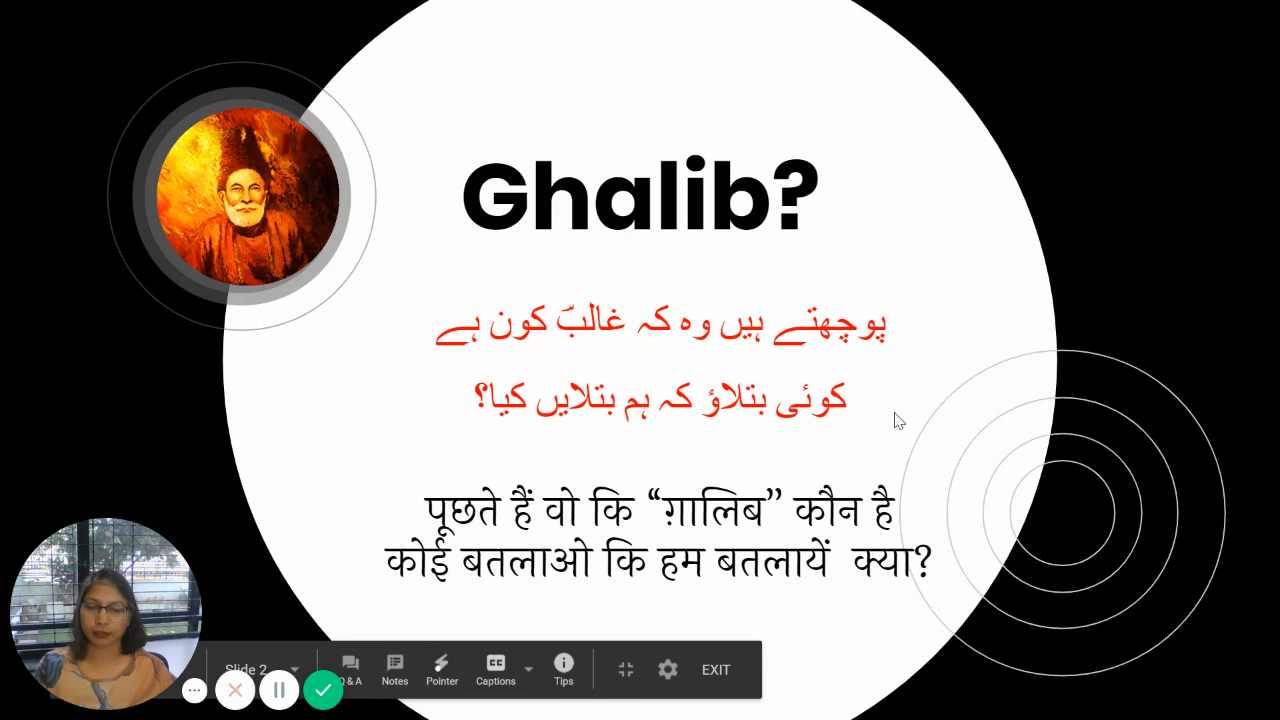 Ghalib?
پوچھتے ہیں وہ کہ غالبؔ کون ہے
کوئی بتلاؤ کہ ہم بتلایں کیا؟
पूछते हैं वो कि “ग़ालिब” कौन है
कोई बतलाओ कि हम बतलायें क्या?
Slide 2
Q & A
Notes
Pointer
Captions
Tips
EXIT